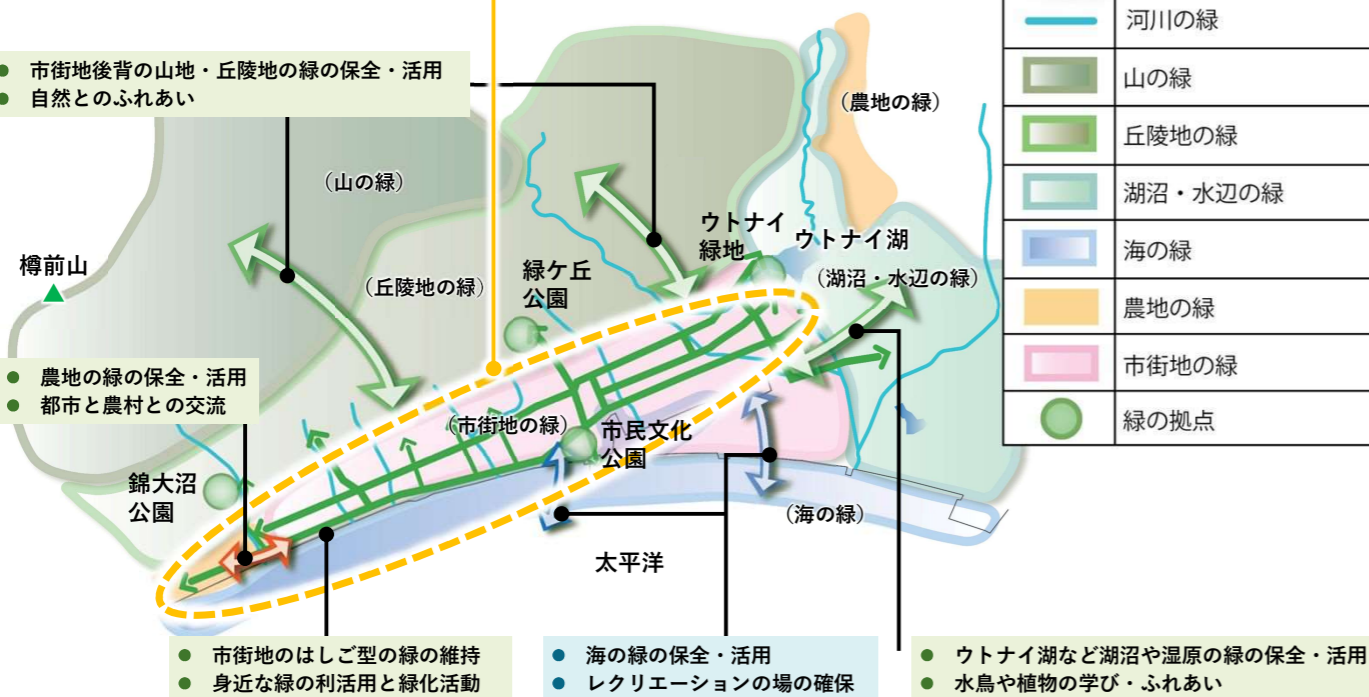 河川の緑
山の緑
丘陵地の緑
湖沼・水辺の緑
海の緑
農地の緑
市街地の緑
緑の拠点
● 市街地後背の山地・丘陵地の緑の保全・活用
● 自然とのふれあい
(農地の緑)
(山の緑)
ウトナイ
緑地
ウトナイ湖
(湖沼・水辺の緑)
樽前山
(丘陵地の緑)
緑ケ丘
公園
● 農地の緑の保全・活用
● 都市と農村との交流
(市街地の緑)
市民文化
公園
錦大沼
公園
(海の緑)
太平洋
● 市街地のはしご型の緑の維持
● 身近な緑の利活用と緑化活動
● 海の緑の保全・活用
● レクリエーションの場の確保
● ウトナイ湖など湖沼や湿原の緑の保全・活用
● 水鳥や植物の学び・ふれあい